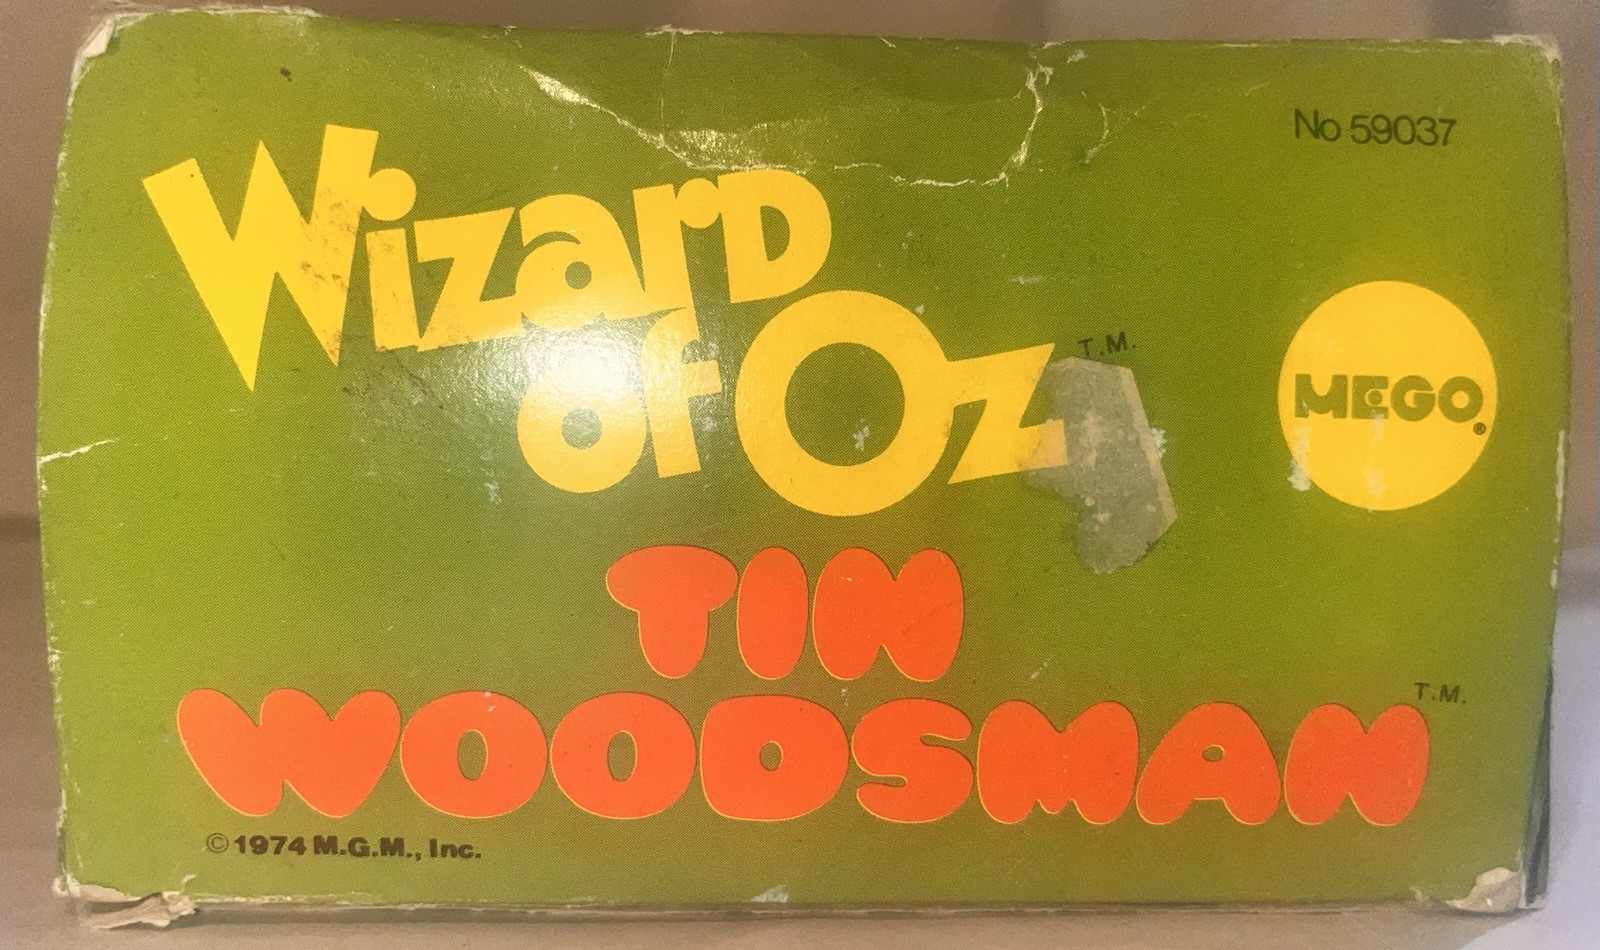 No 59037
Wizard
of Oz T.M.
MEGO®
TIN
WOODSMAN T.M.
©1974 M.G.M., Inc.